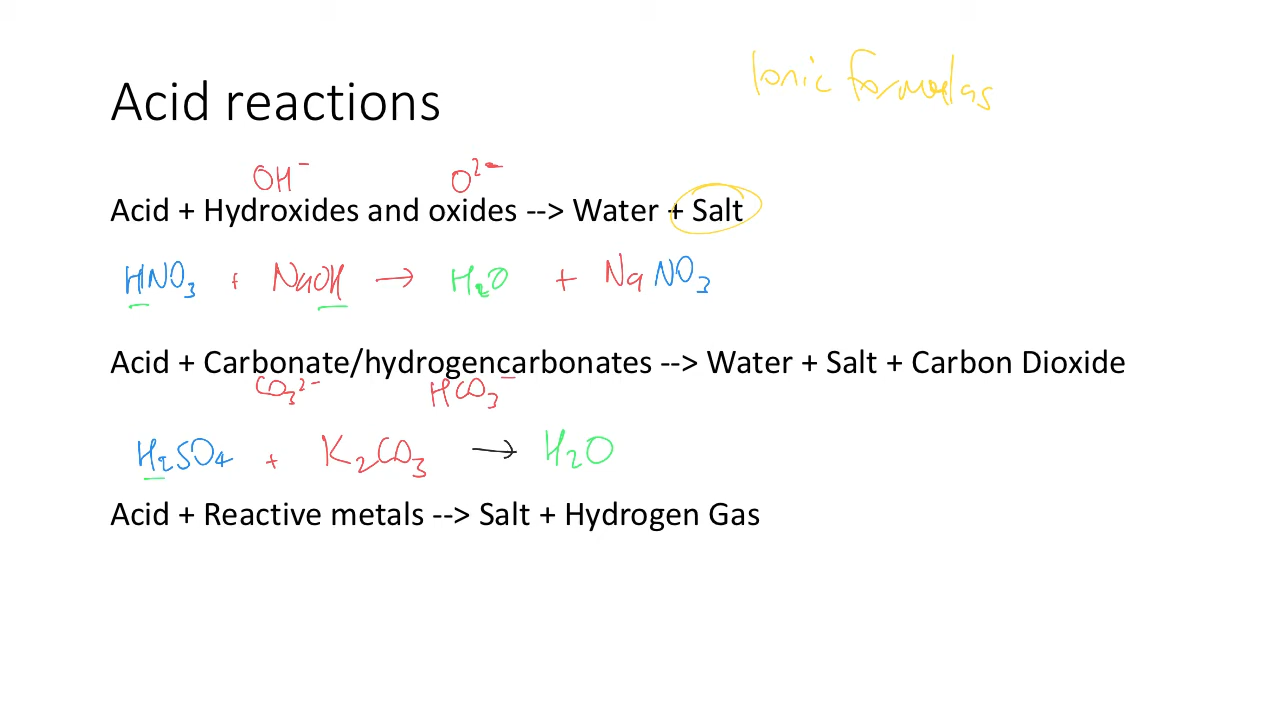 Ionic formulas
Acid reactions
OH⁻ O²⁻
Acid + Hydroxides and oxides --> Water + Salt
HNO₃ + NaOH → H₂O + NaNO₃
Acid + Carbonate/hydrogencarbonates --> Water + Salt + Carbon Dioxide
CO₃²⁻ HCO₃⁻
H₂SO₄ + K₂CO₃ → H₂O
Acid + Reactive metals --> Salt + Hydrogen Gas